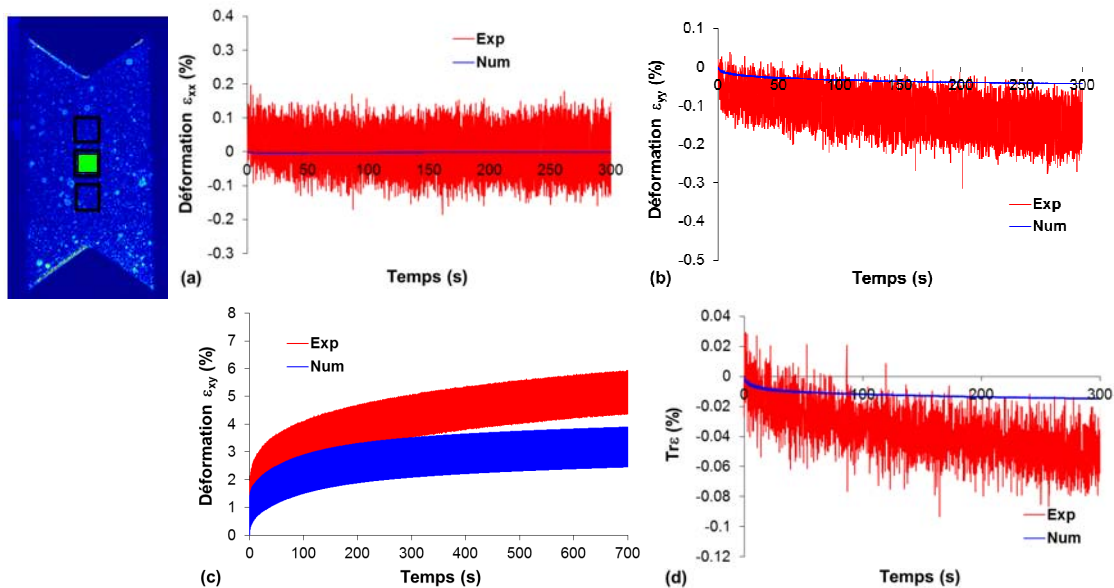 0.4
0.3
0.2
0.1
0
-0.1
-0.2
-0.3
Déformation εxx (%)
Exp
Num
0 50 100 150 200 250 300
Temps (s)
(a)
0.1
0
-0.1
-0.2
-0.3
-0.4
-0.5
Déformation εyy (%)
0 50 100 150 200 250 300
Exp
Num
Temps (s)
(b)
8
7
6
5
4
3
2
1
0
Déformation εxy (%)
Exp
Num
0 100 200 300 400 500 600 700
Temps (s)
(c)
0.04
0.02
0
-0.02
-0.04
-0.06
-0.08
-0.1
-0.12
Trε (%)
0 100 200 300
Exp
Num
Temps (s)
(d)